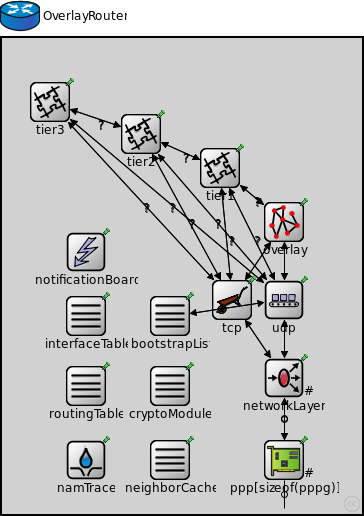 OverlayRouter
tier3
?
tier2
?
tier1
?
?
?
?
?
overlay
notificationBoard
tcp
udp
interfaceTable
bootstrapList
#
networkLayer
routingTable
cryptoModule
#
namTrace
neighborCache
ppp[sizeof(pppg)]